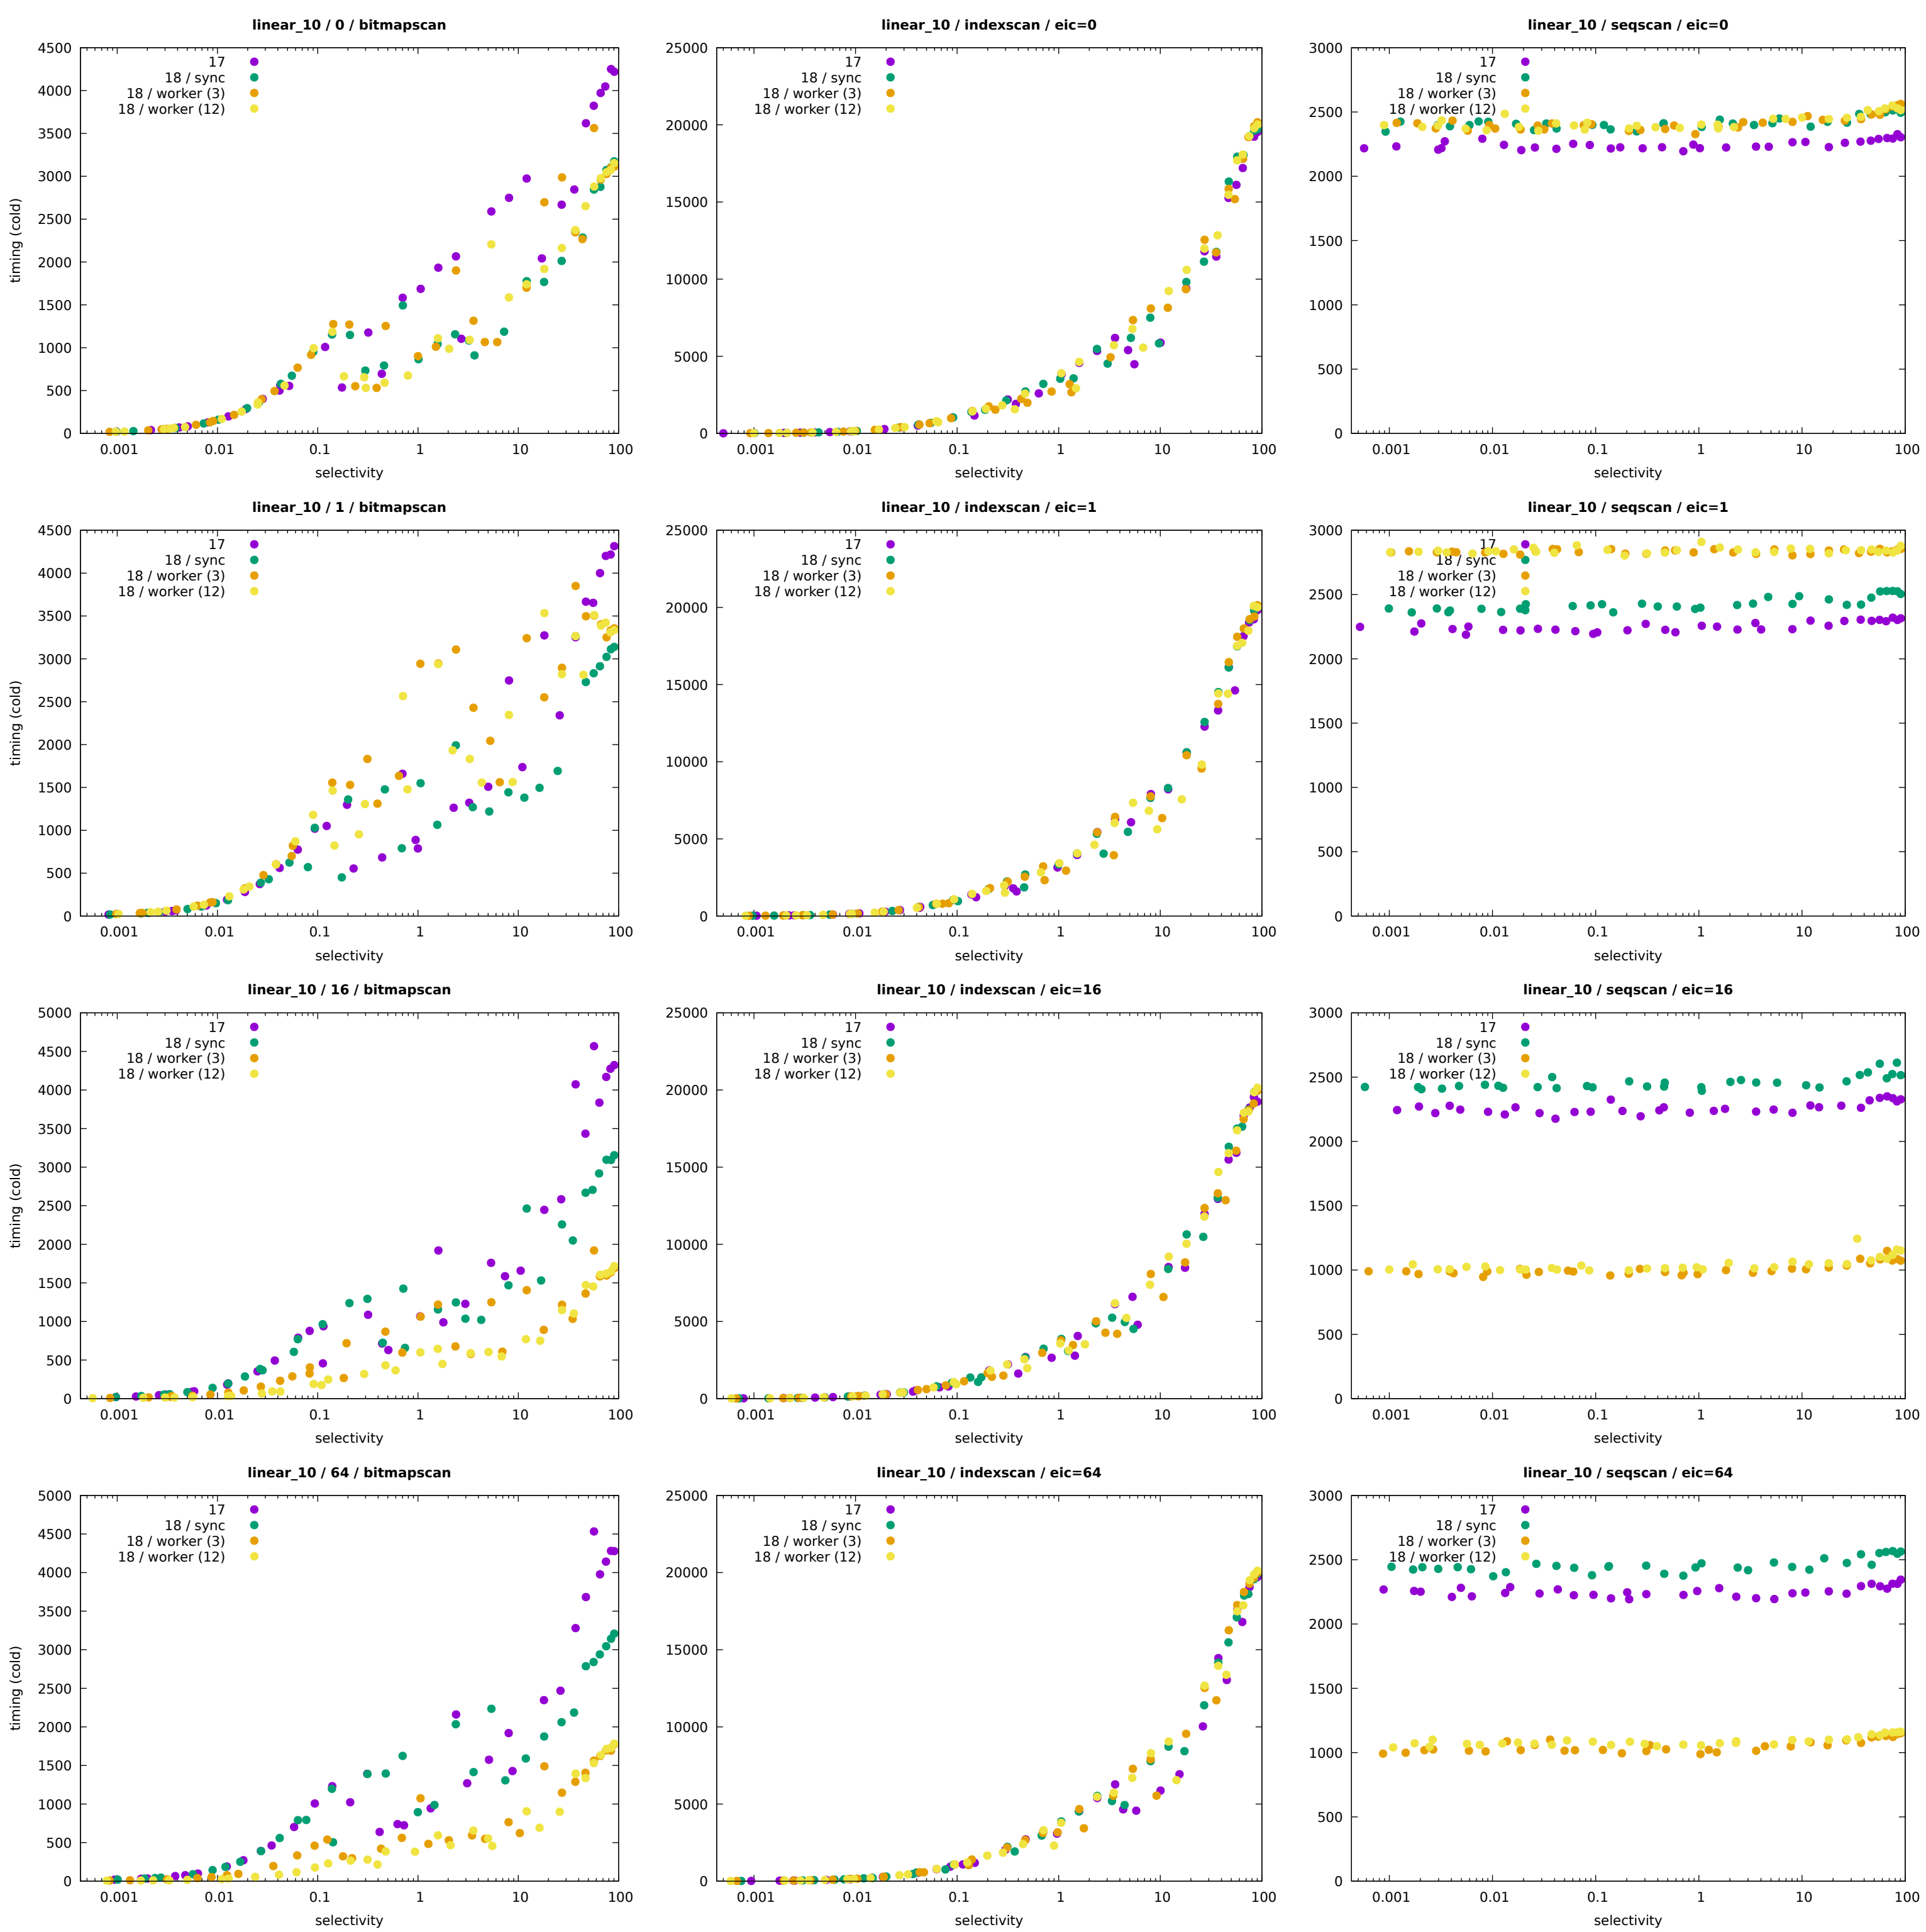 linear_10 / 0 / bitmapscan
4500
4000
3500
3000
2500
2000
1500
1000
500
0
timing (cold)
17
18 / sync
18 / worker (3)
18 / worker (12)
0.001 0.01 0.1 1 10 100
selectivity
linear_10 / indexscan / eic=0
25000
20000
15000
10000
5000
0
17
18 / sync
18 / worker (3)
18 / worker (12)
0.001 0.01 0.1 1 10 100
selectivity
linear_10 / seqscan / eic=0
3000
2500
2000
1500
1000
500
0
17
18 / sync
18 / worker (3)
18 / worker (12)
0.001 0.01 0.1 1 10 100
selectivity
linear_10 / 1 / bitmapscan
4500
4000
3500
3000
2500
2000
1500
1000
500
0
timing (cold)
17
18 / sync
18 / worker (3)
18 / worker (12)
0.001 0.01 0.1 1 10 100
selectivity
linear_10 / indexscan / eic=1
25000
20000
15000
10000
5000
0
17
18 / sync
18 / worker (3)
18 / worker (12)
0.001 0.01 0.1 1 10 100
selectivity
linear_10 / seqscan / eic=1
3000
2500
2000
1500
1000
500
0
17
18 / sync
18 / worker (3)
18 / worker (12)
0.001 0.01 0.1 1 10 100
selectivity
linear_10 / 16 / bitmapscan
5000
4500
4000
3500
3000
2500
2000
1500
1000
500
0
timing (cold)
17
18 / sync
18 / worker (3)
18 / worker (12)
0.001 0.01 0.1 1 10 100
selectivity
linear_10 / indexscan / eic=16
25000
20000
15000
10000
5000
0
17
18 / sync
18 / worker (3)
18 / worker (12)
0.001 0.01 0.1 1 10 100
selectivity
linear_10 / seqscan / eic=16
3000
2500
2000
1500
1000
500
0
17
18 / sync
18 / worker (3)
18 / worker (12)
0.001 0.01 0.1 1 10 100
selectivity
linear_10 / 64 / bitmapscan
5000
4500
4000
3500
3000
2500
2000
1500
1000
500
0
timing (cold)
17
18 / sync
18 / worker (3)
18 / worker (12)
0.001 0.01 0.1 1 10 100
selectivity
linear_10 / indexscan / eic=64
25000
20000
15000
10000
5000
0
17
18 / sync
18 / worker (3)
18 / worker (12)
0.001 0.01 0.1 1 10 100
selectivity
linear_10 / seqscan / eic=64
3000
2500
2000
1500
1000
500
0
17
18 / sync
18 / worker (3)
18 / worker (12)
0.001 0.01 0.1 1 10 100
selectivity